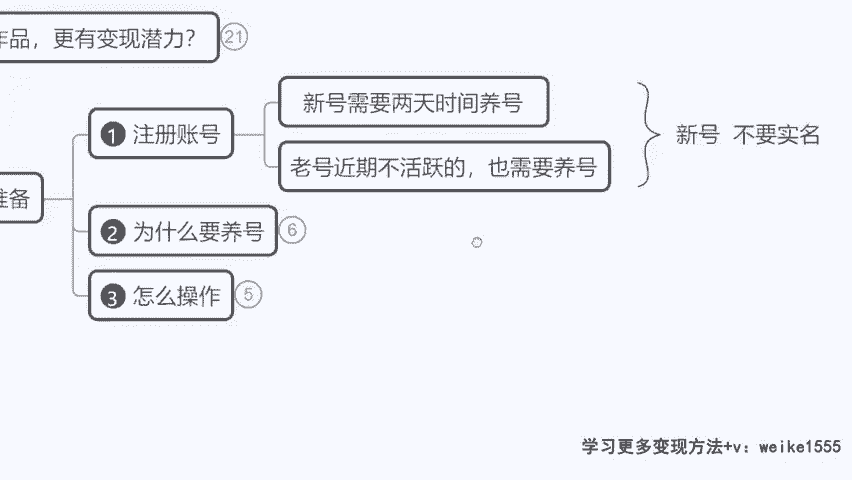 作品，更有变现潜力？ 21
准备
1 注册账号
新号需要两天时间养号
老号近期不活跃的，也需要养号
新号 不要实名
2 为什么要养号 6
3 怎么操作 5
学习更多变现方法+v：weike1555